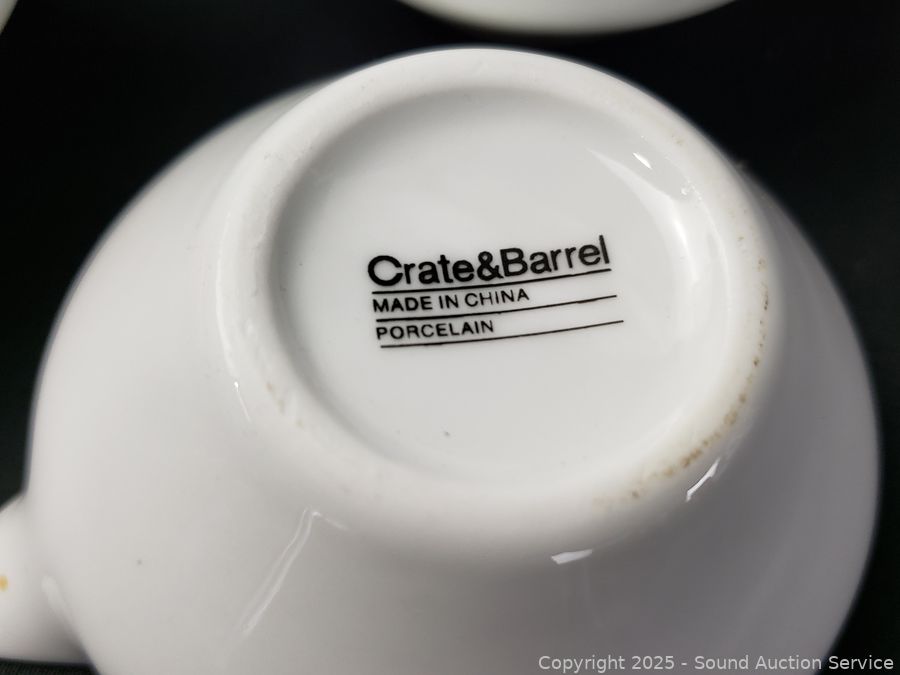 Crate&Barrel
MADE IN CHINA
PORCELAIN
Copyright 2025 - Sound Auction Service